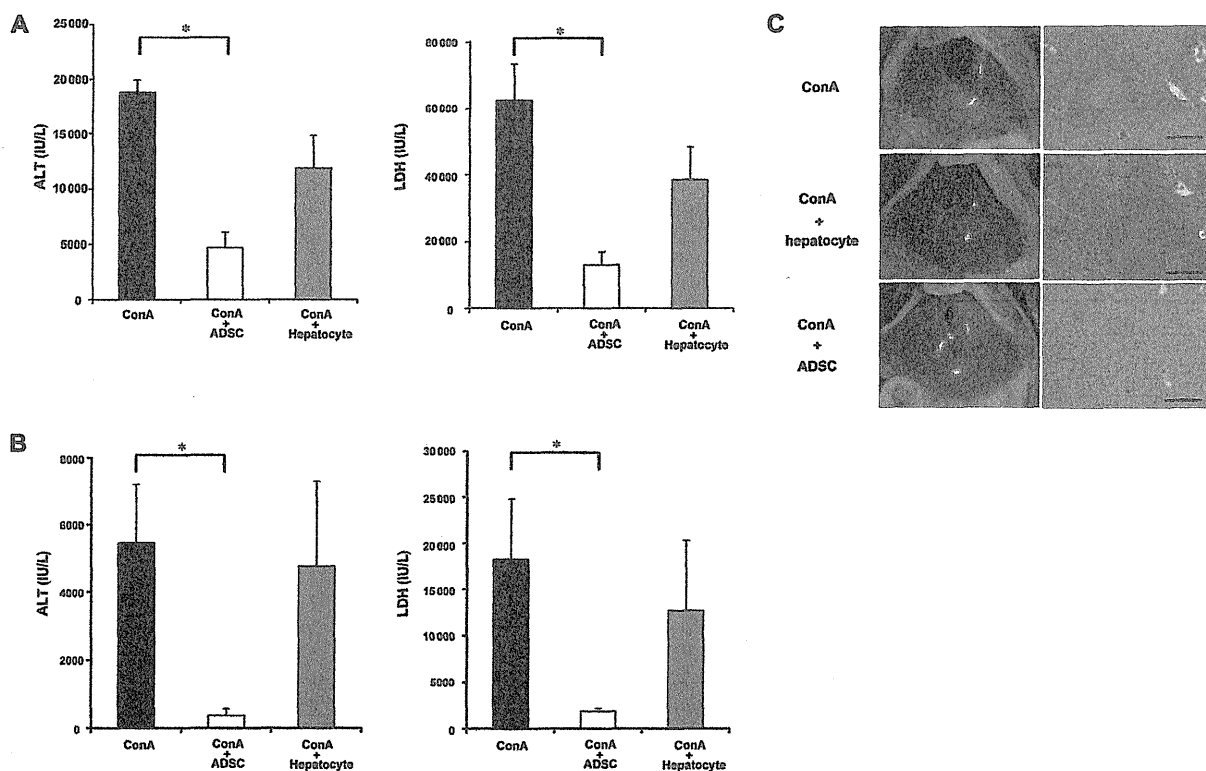 A
25000
20000
15000
10000
5000
0
ALT (IU/L)
*
ConA
ConA
+
ADSC
ConA
+
Hepatocyte
80000
60000
40000
20000
0
LDH (IU/L)
*
ConA
ConA
+
ADSC
ConA
+
Hepatocyte
C
ConA
ConA
+
hepatocyte
ConA
+
ADSC
B
8000
6000
4000
2000
0
ALT (IU/L)
*
ConA
ConA
+
ADSC
ConA
+
Hepatocyte
30000
25000
20000
15000
10000
5000
0
LDH (IU/L)
*
ConA
ConA
+
ADSC
ConA
+
Hepatocyte